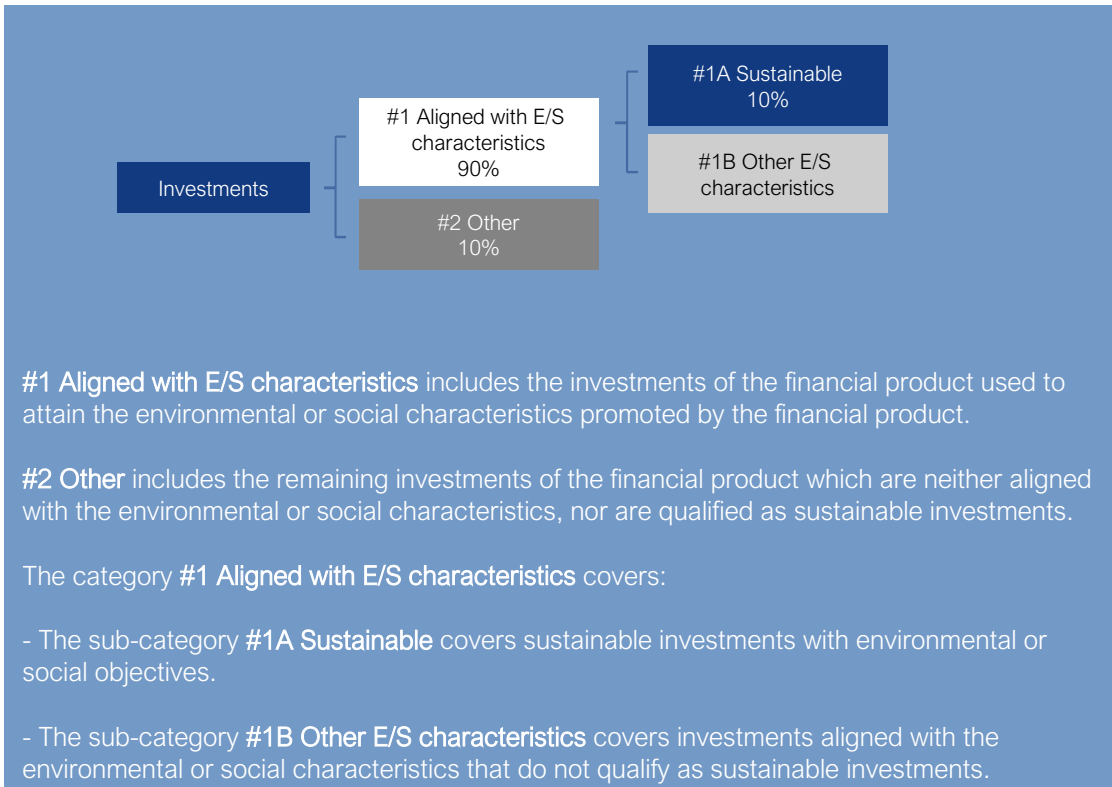 #1A Sustainable
10%
#1 Aligned with E/S
characteristics
90%
#1B Other E/S
characteristics
Investments
#2 Other
10%
#1 Aligned with E/S characteristics includes the investments of the financial product used to
attain the environmental or social characteristics promoted by the financial product.
#2 Other includes the remaining investments of the financial product which are neither aligned
with the environmental or social characteristics, nor are qualified as sustainable investments.
The category #1 Aligned with E/S characteristics covers:
- The sub-category #1A Sustainable covers sustainable investments with environmental or
social objectives.
- The sub-category #1B Other E/S characteristics covers investments aligned with the
environmental or social characteristics that do not qualify as sustainable investments.